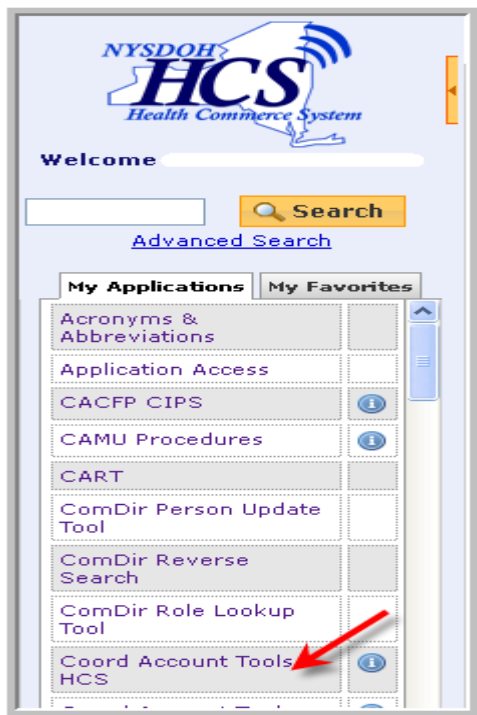 NYSDOH
HCS
Health Commerce System
Welcome
Search
Advanced Search
My Applications My Favorites
Acronyms &
Abbreviations
Application Access
CACFP CIPS
CAMU Procedures
CART
ComDir Person Update
Tool
ComDir Reverse
Search
ComDir Role Lookup
Tool
Coord Account Tools
HCS